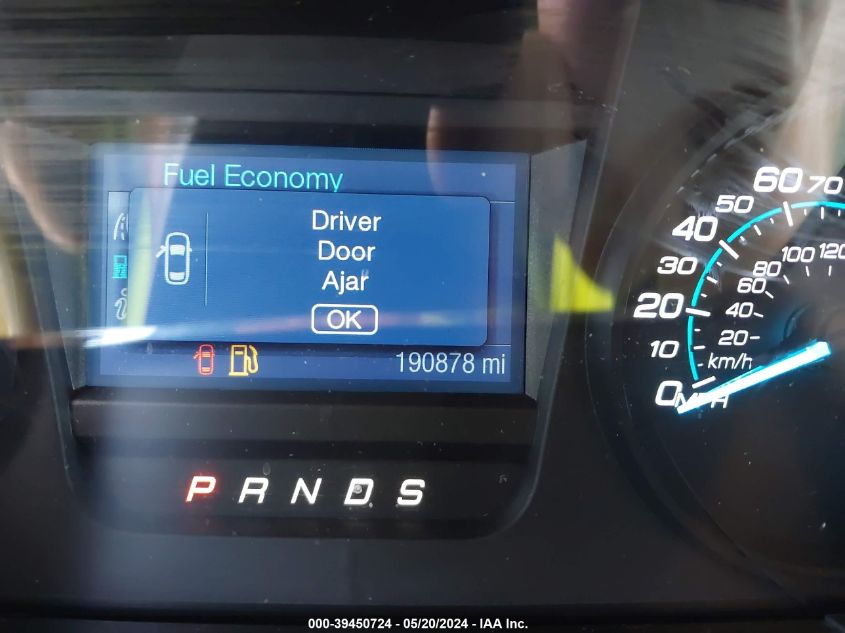 Fuel Economy
Driver
Door
Ajar
OK
190878 mi
P R N D S
0 10 20 30 40 50 60 70
20 40 60 80 100 120
km/h
MPH
000-39450724 - 05/20/2024 - IAA Inc.